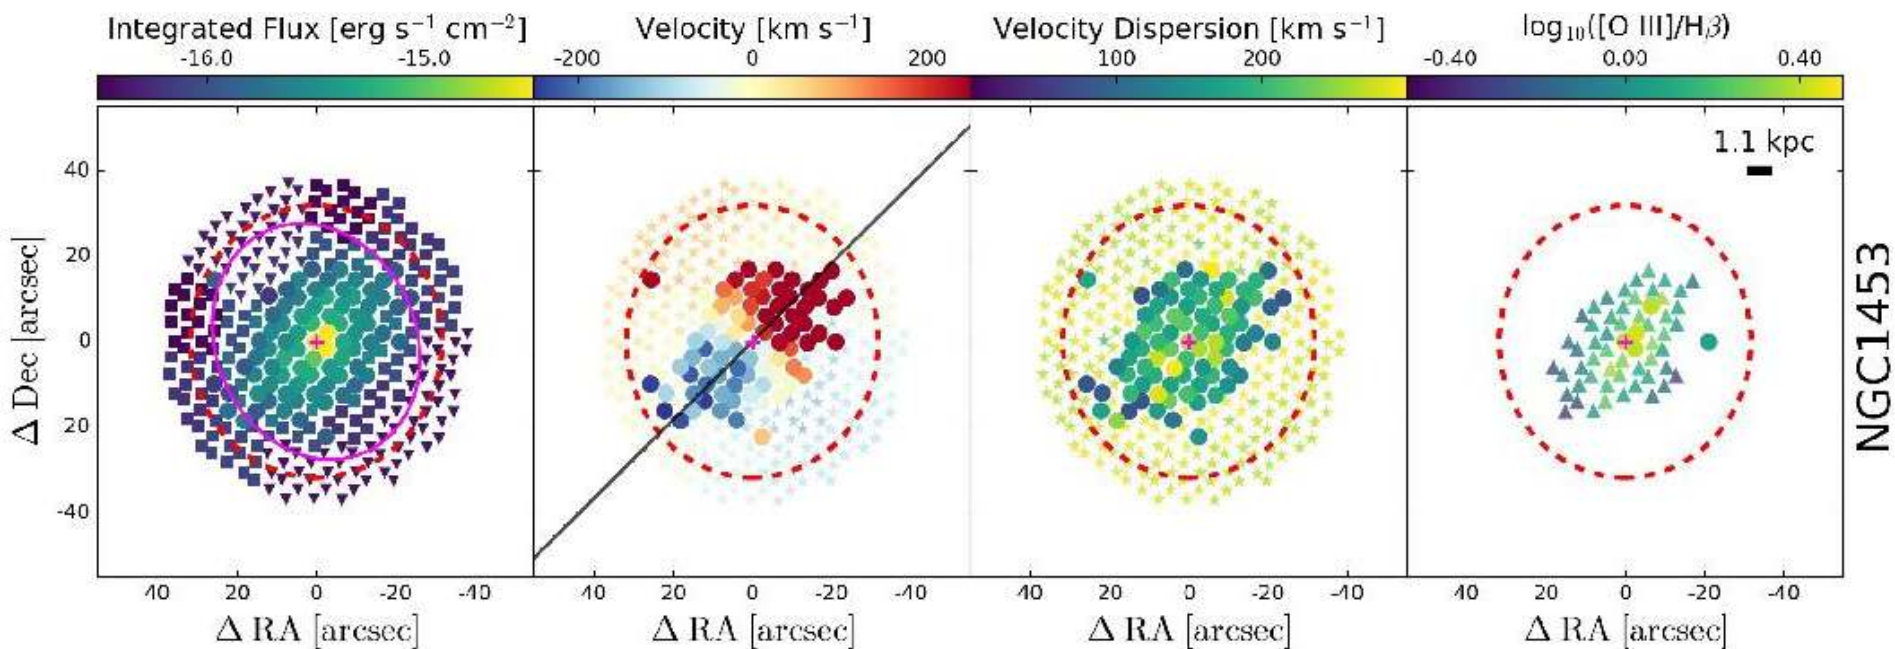 Integrated Flux [erg s⁻¹ cm⁻²]
Velocity [km s⁻¹]
Velocity Dispersion [km s⁻¹]
log₁₀([O III]/Hβ)
-16.0 -15.0
-200 0 200
100 200
-0.40 0.00 0.40
1.1 kpc
40
20
0
20
-40
Δ Dec [arcsec]
NGC1453
40 20 0 -20 -40
40 20 0 -20 -40
40 20 0 -20 -40
40 20 0 -20 -40
Δ RA [arcsec]
Δ RA [arcsec]
Δ RA [arcsec]
Δ RA [arcsec]